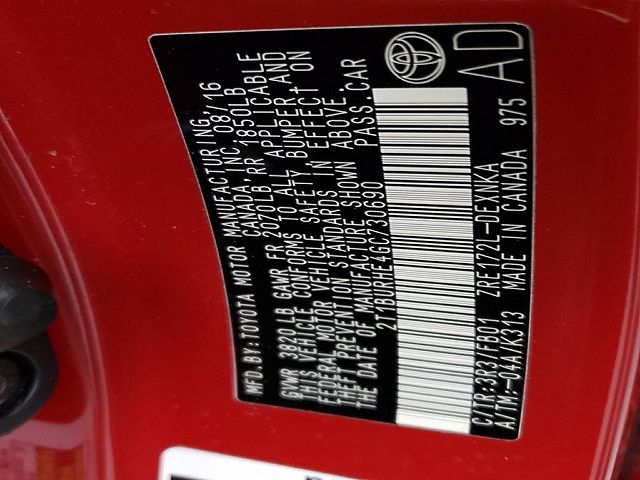 MFD.BY:TOYOTA MOTOR MANUFACTURING,
CANADA, INC. 08/16
GVWR 3820 LB GAWR FR 2070LB RR 1850LB
THIS VEHICLE CONFORMS TO ALL APPLICABLE
FEDERAL MOTOR VEHICLE SAFETY, BUMPER, AND
THEFT PREVENTION STANDARDS IN EFFECT ON
THE DATE OF MANUFACTURE SHOWN ABOVE.
2T1BURHE4GC730690 PASS.CAR
C/TR:3R3/FB01 ZRE172L-DEXNKA
A/TM:-04A/K313 MADE IN CANADA 975
AD